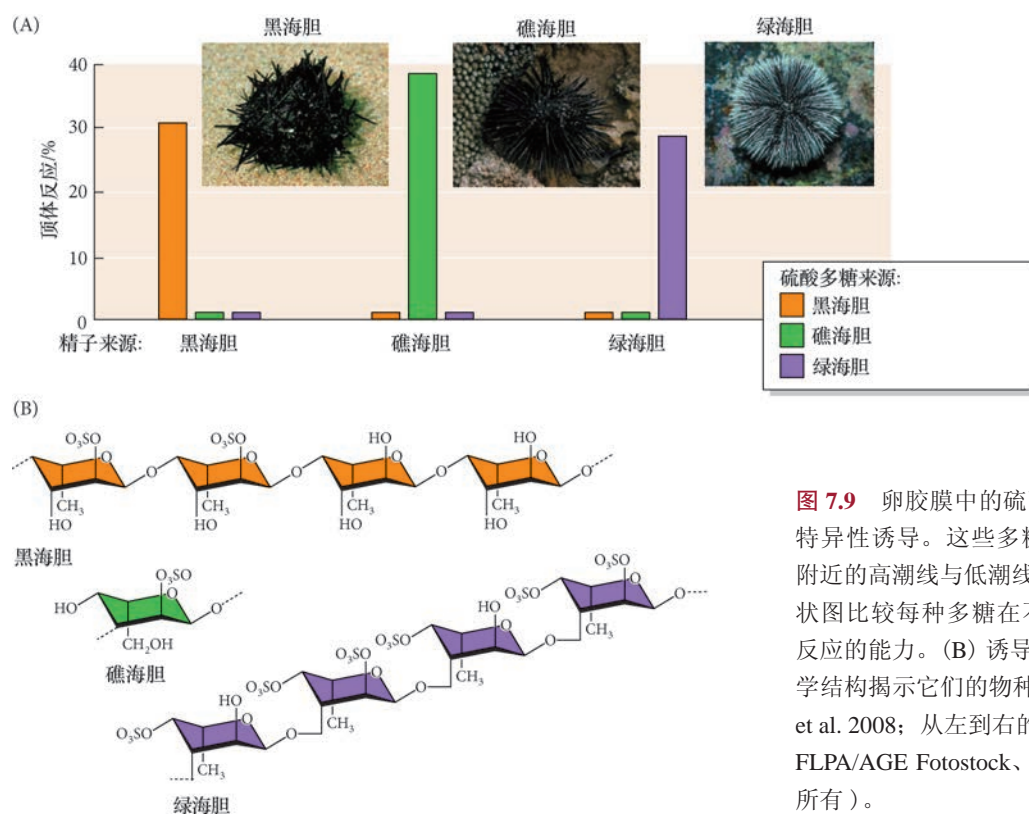 (A)
黑海胆
礁海胆
绿海胆
顶体反应/%
40
30
20
10
0
精子来源:
黑海胆
礁海胆
绿海胆
硫酸多糖来源:
黑海胆
礁海胆
绿海胆
(B)
O₃SO
O
O
O₃SO
O
O
HO
O
O
HO
O
O
CH₃
HO
CH₃
HO
CH₃
HO
CH₃
HO
黑海胆
O₃SO
HO
O
O
CH₂OH
礁海胆
HO
O₃SO
O
O
CH₃
O₃SO
O₃SO
O
O
CH₃
HO
O₃SO
O
O
CH₃
O₃SO
O₃SO
O
O
CH₃
绿海胆
图 7.9 卵胶膜中的硫
特异性诱导。这些多糖
附近的高潮线与低潮线
状图比较每种多糖在不
反应的能力。(B) 诱导
学结构揭示它们的物种
et al. 2008；从左到右的
FLPA/AGE Fotostock、
所有 )。